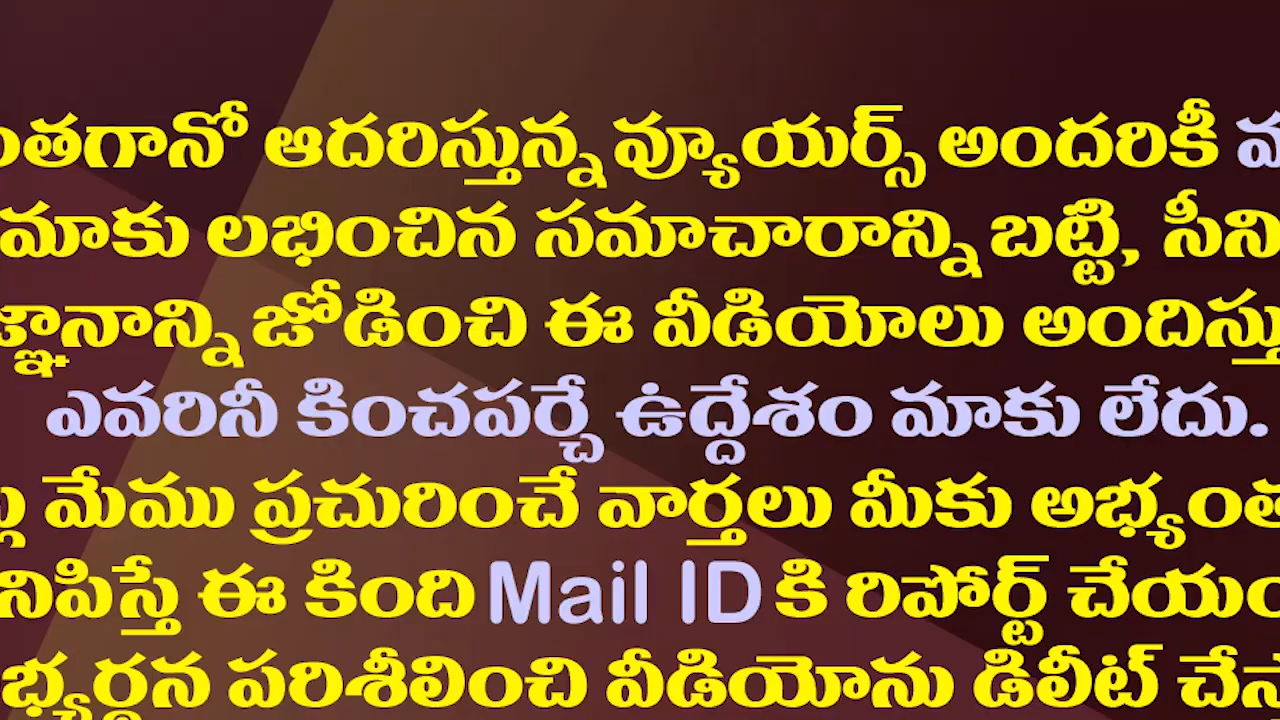 ఆదరిస్తున్న వ్యూయర్స్ అందరికీ
మాకు లభించిన సమాచారాన్ని బట్టి,
జోడించి ఈ వీడియోలు
ఎవరినీ కించపర్చే ఉద్దేశం మాకు లేదు.
మేము ప్రచురించే వార్తలు మీకు
ఈ కింది Mail ID కి రిపోర్ట్
పరిశీలించి వీడియోను డిలీట్